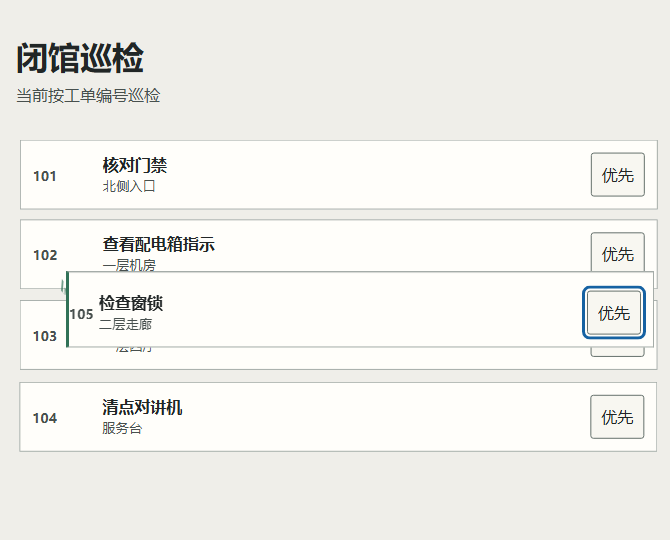 闭馆巡检
当前按工单编号巡检
101
核对门禁
北侧入口
优先
102
查看配电箱指示
一层机房
优先
105
检查窗锁
二层走廊
优先
103
104
清点对讲机
服务台
优先